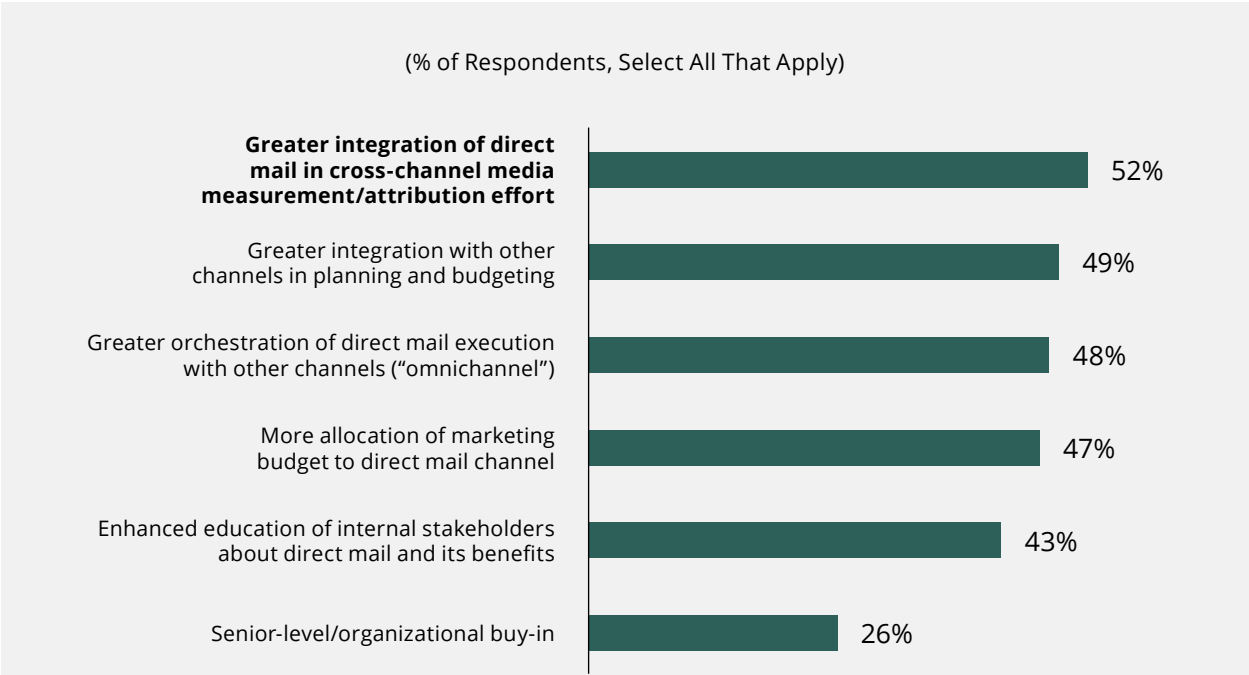 (% of Respondents, Select All That Apply)
Greater integration of direct
mail in cross-channel media
measurement/attribution effort
52%
Greater integration with other
channels in planning and budgeting
49%
Greater orchestration of direct mail execution
with other channels (“omnichannel”)
48%
More allocation of marketing
budget to direct mail channel
47%
Enhanced education of internal stakeholders
about direct mail and its benefits
43%
Senior-level/organizational buy-in
26%